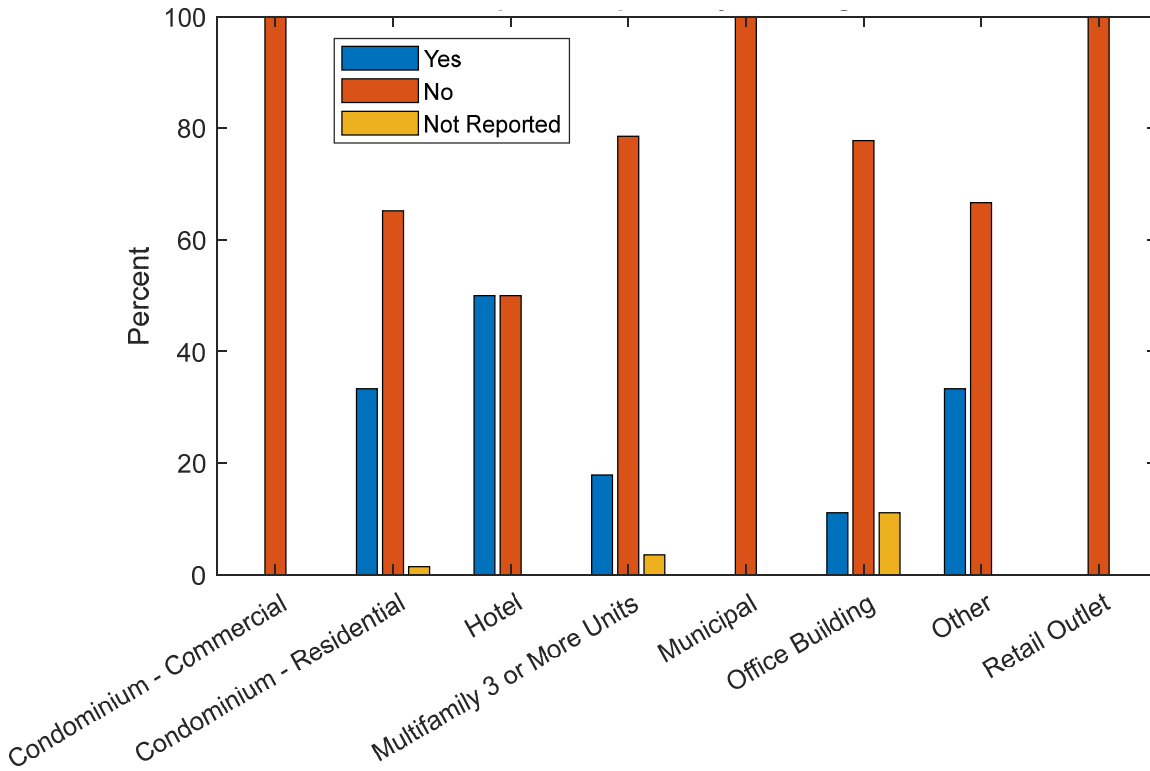 100
80
60
40
20
0
Percent
Yes
No
Not Reported
Condominium - Commercial
Condominium - Residential
Hotel
Multifamily 3 or More Units
Municipal
Office Building
Other
Retail Outlet